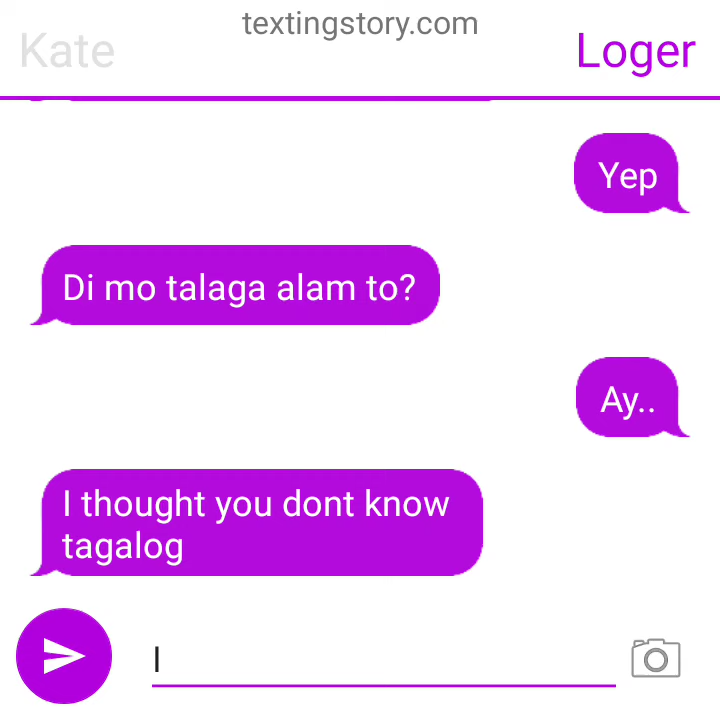 textingstory.com
Kate
Loger
Yep
Di mo talaga alam to?
Ay..
I thought you dont know
tagalog